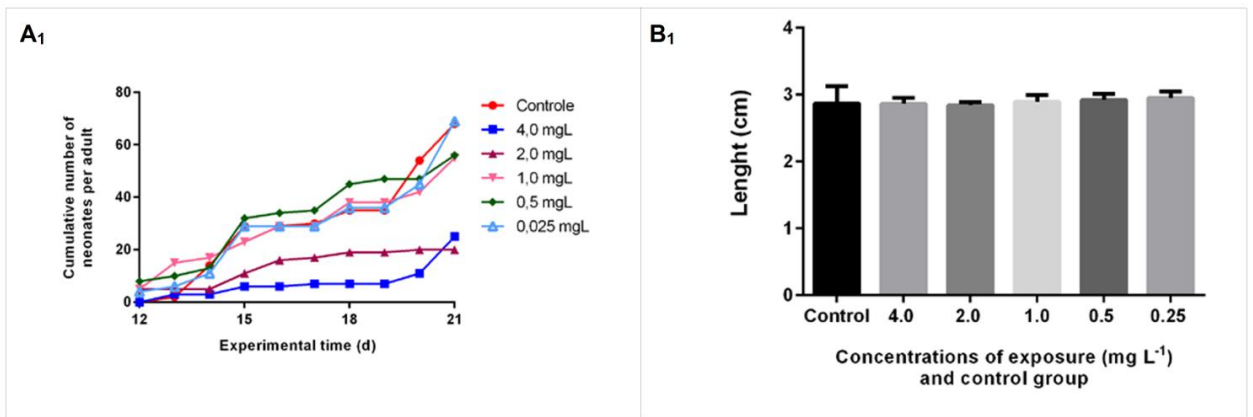 A1
Cumulative number of
neonates per adult
80
60
40
20
0
12
15
18
21
Experimental time (d)
Controle
4,0 mgL
2,0 mgL
1,0 mgL
0,5 mgL
0,025 mgL
B1
Lenght (cm)
4
3
2
1
0
Control
4.0
2.0
1.0
0.5
0.25
Concentrations of exposure (mg L-1)
and control group